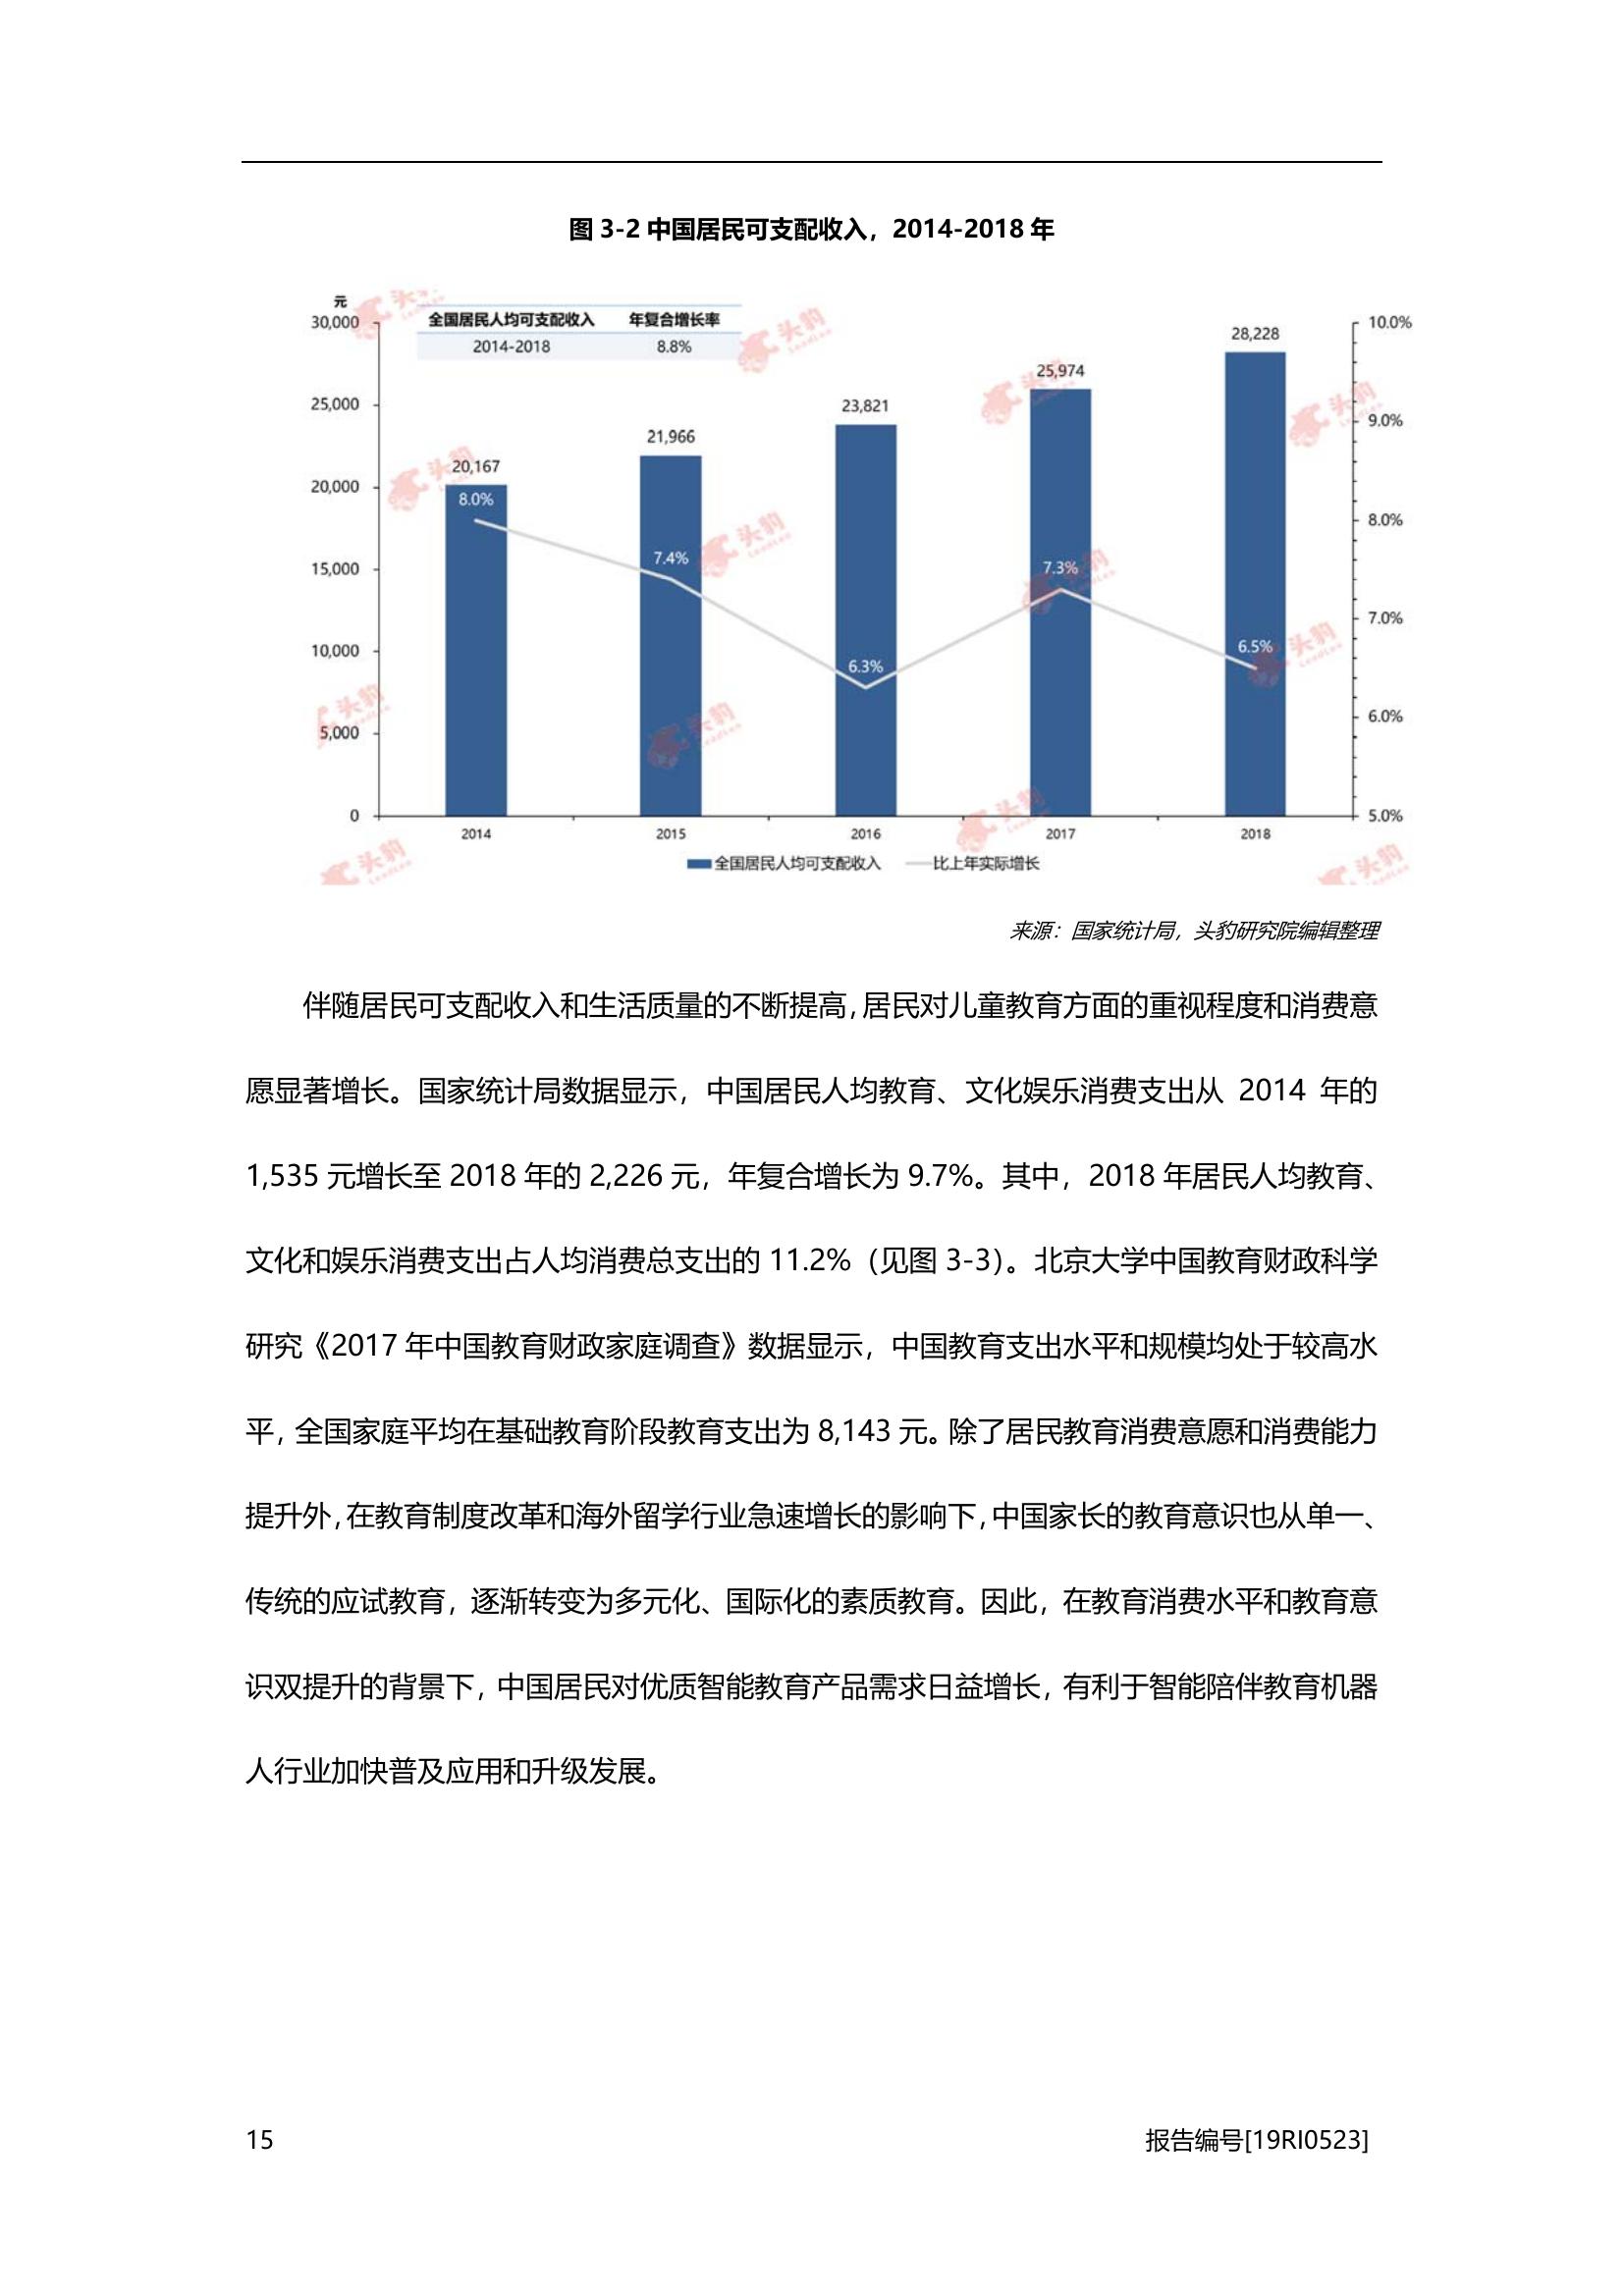 图 3-2 中国居民可支配收入，2014-2018 年
元
全国居民人均可支配收入 年复合增长率
2014-2018 8.8%
30,000
25,000
20,000
15,000
10,000
5,000
0
10.0%
9.0%
8.0%
7.0%
6.0%
5.0%
20,167
21,966
23,821
25,974
28,228
8.0%
7.4%
6.3%
7.3%
6.5%
2014 2015 2016 2017 2018
全国居民人均可支配收入 比上年实际增长
头豹
LeadLeo
来源：国家统计局，头豹研究院编辑整理
伴随居民可支配收入和生活质量的不断提高，居民对儿童教育方面的重视程度和消费意
愿显著增长。国家统计局数据显示，中国居民人均教育、文化娱乐消费支出从 2014 年的
1,535 元增长至 2018 年的 2,226 元，年复合增长为 9.7%。其中，2018 年居民人均教育、
文化和娱乐消费支出占人均消费总支出的 11.2%（见图 3-3）。北京大学中国教育财政科学
研究《2017 年中国教育财政家庭调查》数据显示，中国教育支出水平和规模均处于较高水
平，全国家庭平均在基础教育阶段教育支出为 8,143 元。除了居民教育消费意愿和消费能力
提升外，在教育制度改革和海外留学行业急速增长的影响下，中国家长的教育意识也从单一、
传统的应试教育，逐渐转变为多元化、国际化的素质教育。因此，在教育消费水平和教育意
识双提升的背景下，中国居民对优质智能教育产品需求日益增长，有利于智能陪伴教育机器
人行业加快普及应用和升级发展。
15 报告编号[19RI0523]